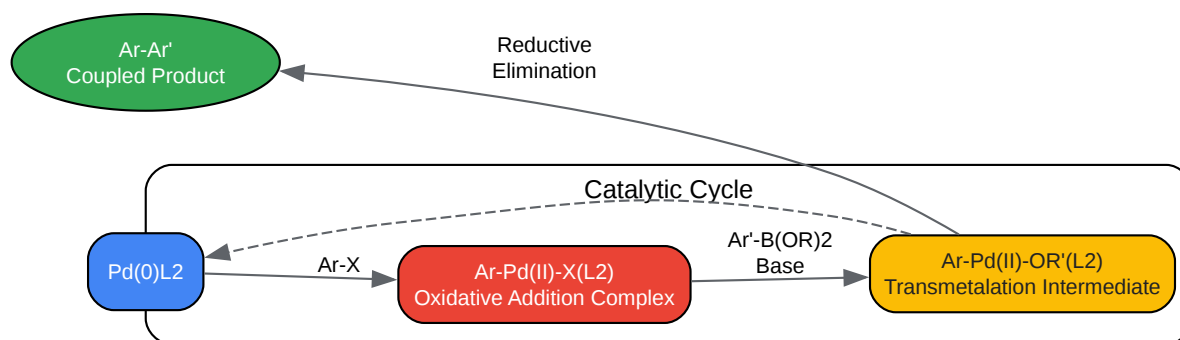 Ar-Ar'
Coupled Product
Reductive
Elimination
Catalytic Cycle
Pd(0)L2
Ar-X
Ar-Pd(II)-X(L2)
Oxidative Addition Complex
Ar'-B(OR)2
Base
Ar-Pd(II)-OR'(L2)
Transmetalation Intermediate